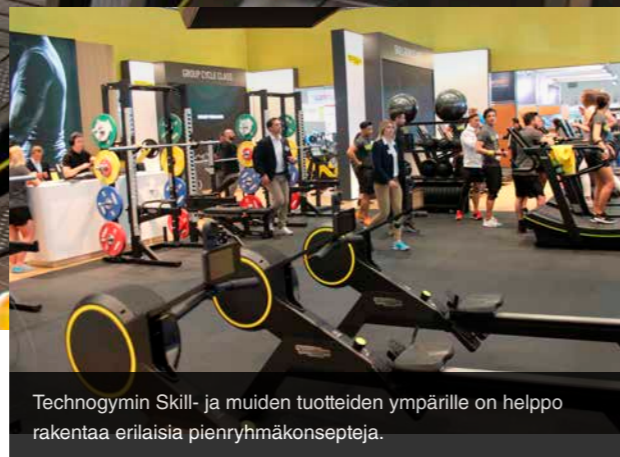 GROUP CYCLE CLASS
Technogymin Skill- ja muiden tuotteiden ympärille on helppo
rakentaa erilaisia pienryhmäkonsepteja.